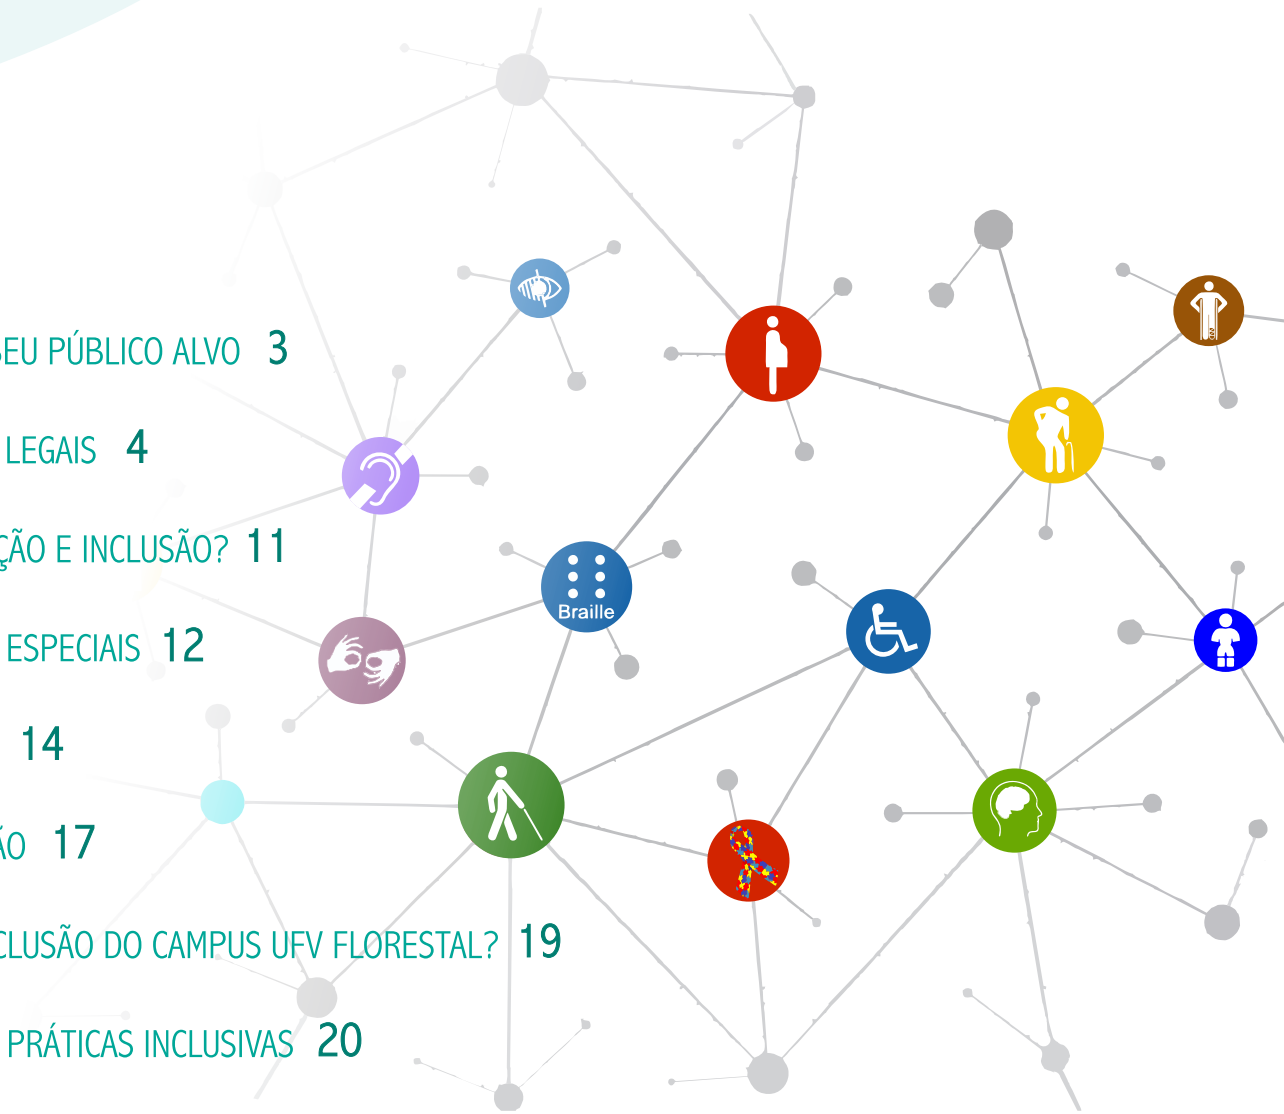 SEU PÚBLICO ALVO 3
LEGAIS 4
ÇÃO E INCLUSÃO? 11
Braille
ESPECIAIS 12
14
ÃO 17
CLUSÃO DO CAMPUS UFV FLORESTAL? 19
PRÁTICAS INCLUSIVAS 20